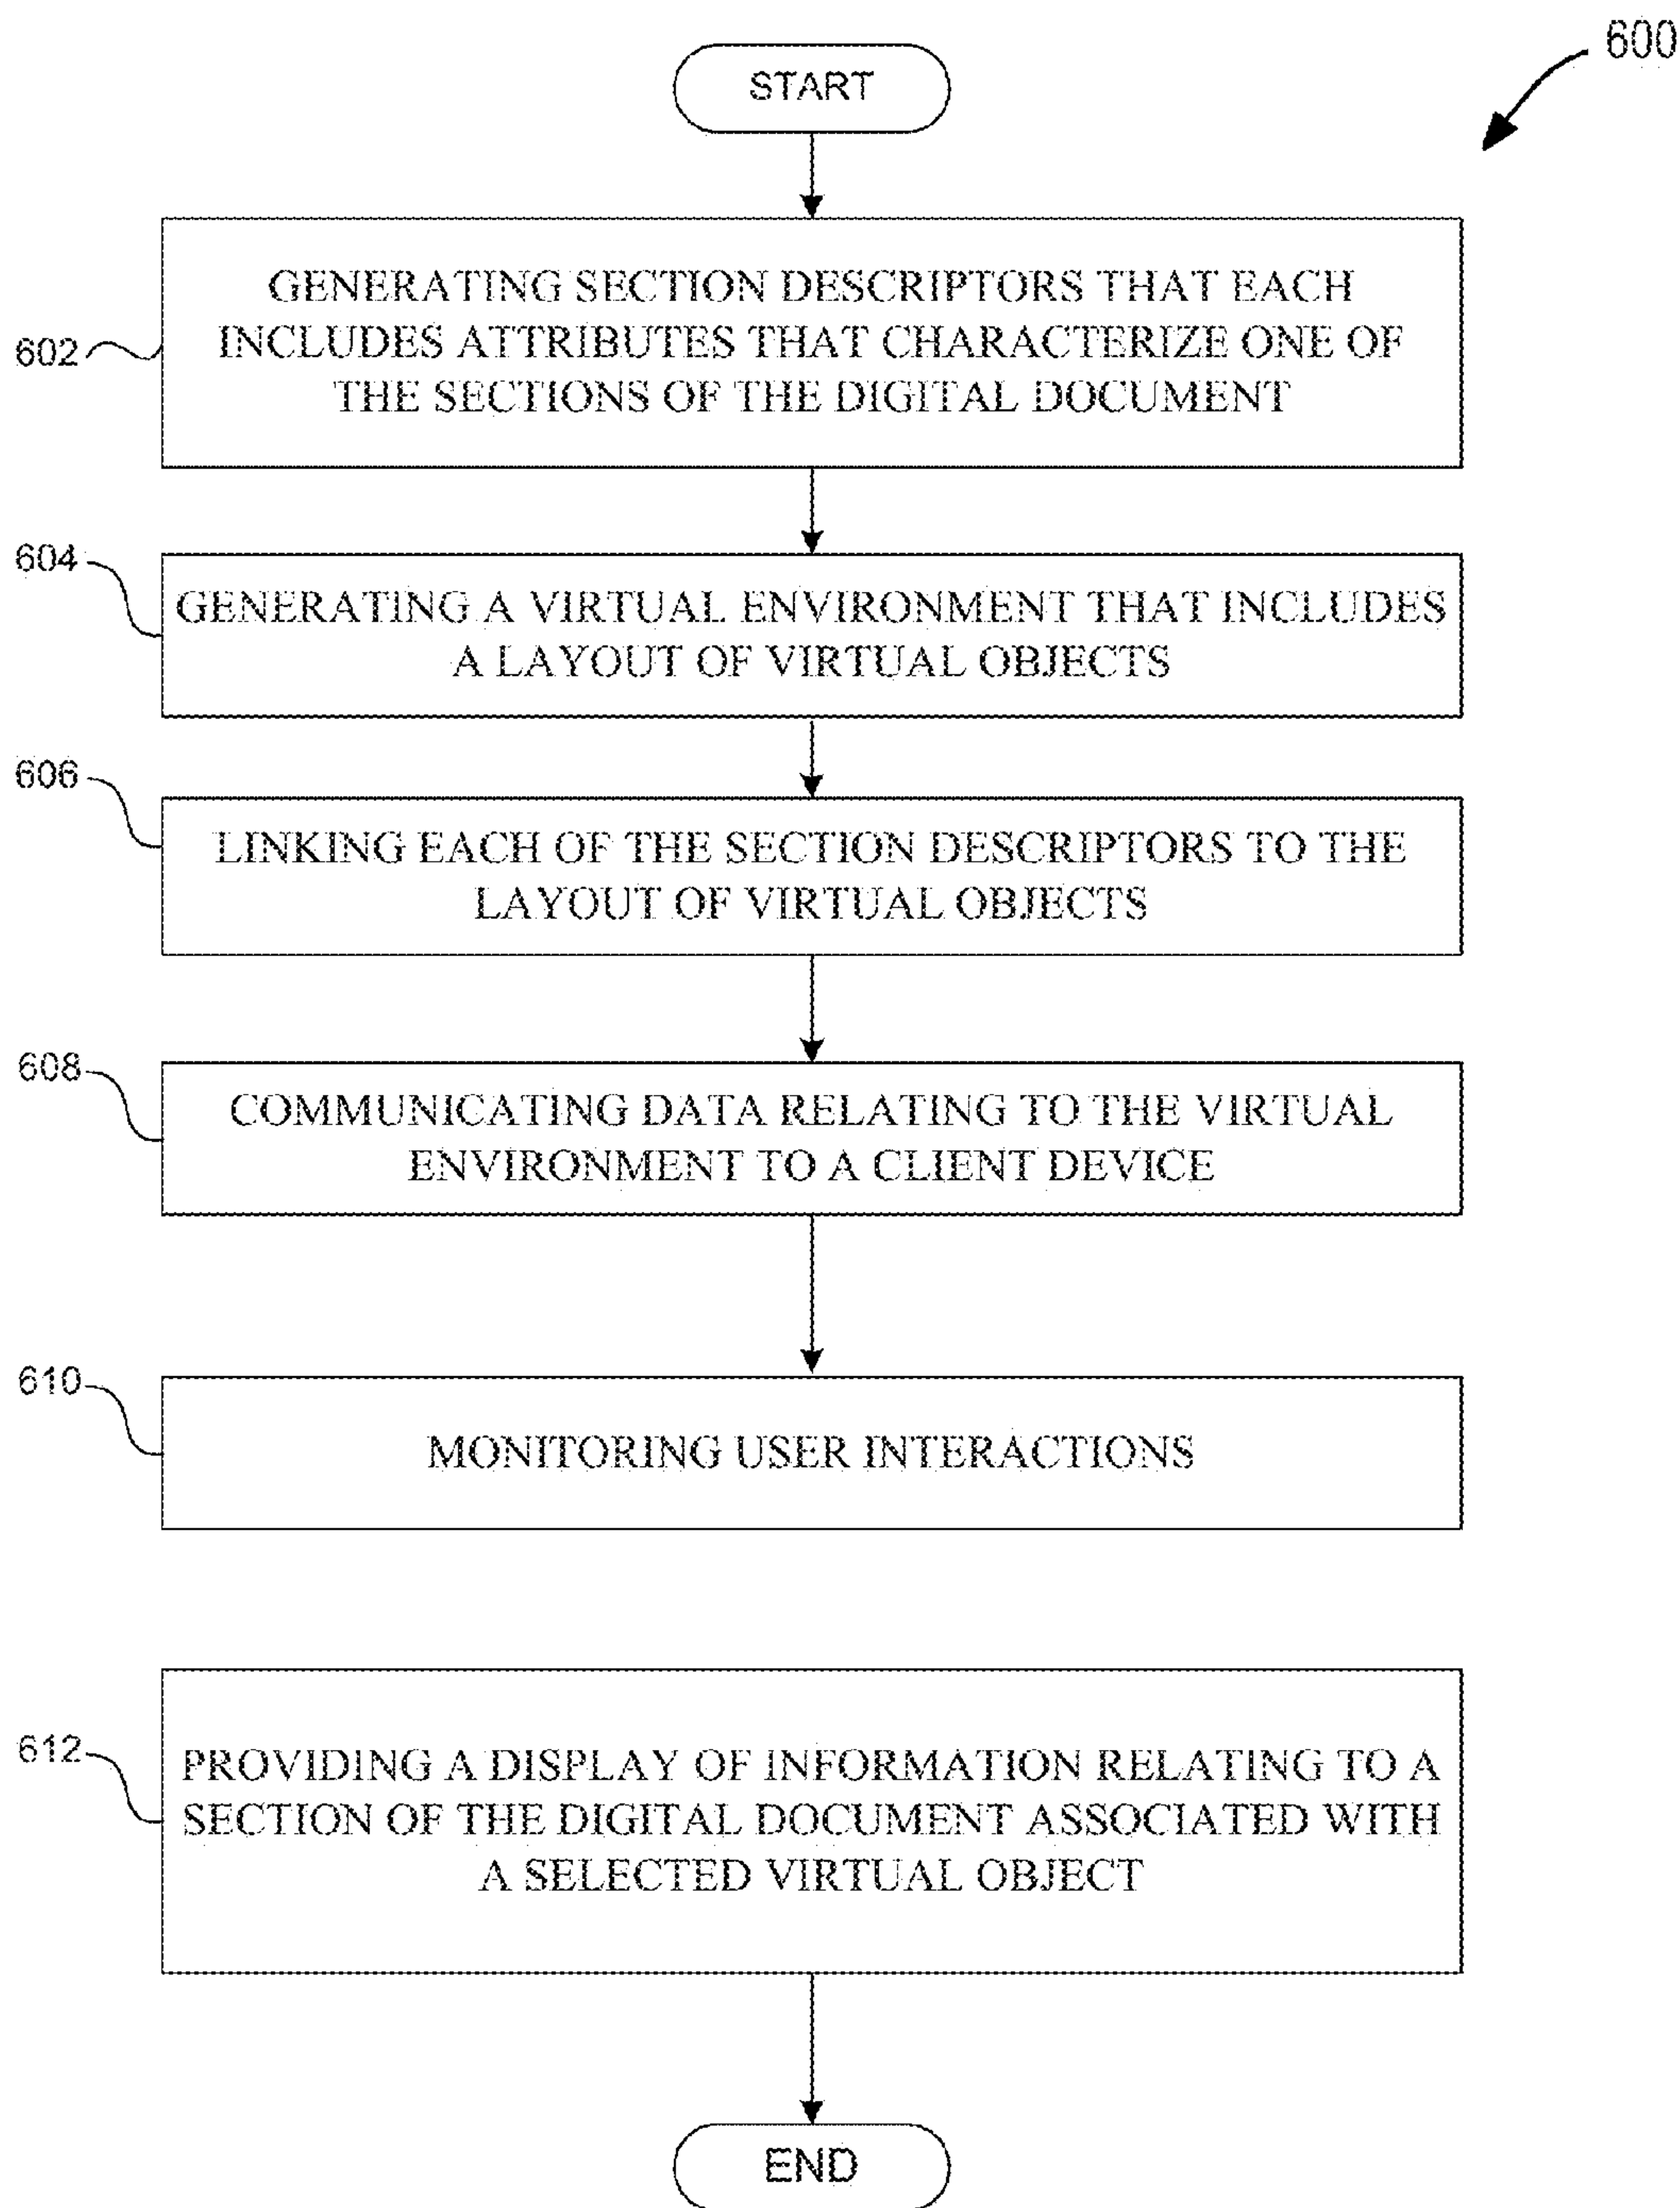 600
START
602
GENERATING SECTION DESCRIPTORS THAT EACH
INCLUDES ATTRIBUTES THAT CHARACTERIZE ONE OF
THE SECTIONS OF THE DIGITAL DOCUMENT
604
GENERATING A VIRTUAL ENVIRONMENT THAT INCLUDES
A LAYOUT OF VIRTUAL OBJECTS
606
LINKING EACH OF THE SECTION DESCRIPTORS TO THE
LAYOUT OF VIRTUAL OBJECTS
608
COMMUNICATING DATA RELATING TO THE VIRTUAL
ENVIRONMENT TO A CLIENT DEVICE
610
MONITORING USER INTERACTIONS
612
PROVIDING A DISPLAY OF INFORMATION RELATING TO A
SECTION OF THE DIGITAL DOCUMENT ASSOCIATED WITH
A SELECTED VIRTUAL OBJECT
END